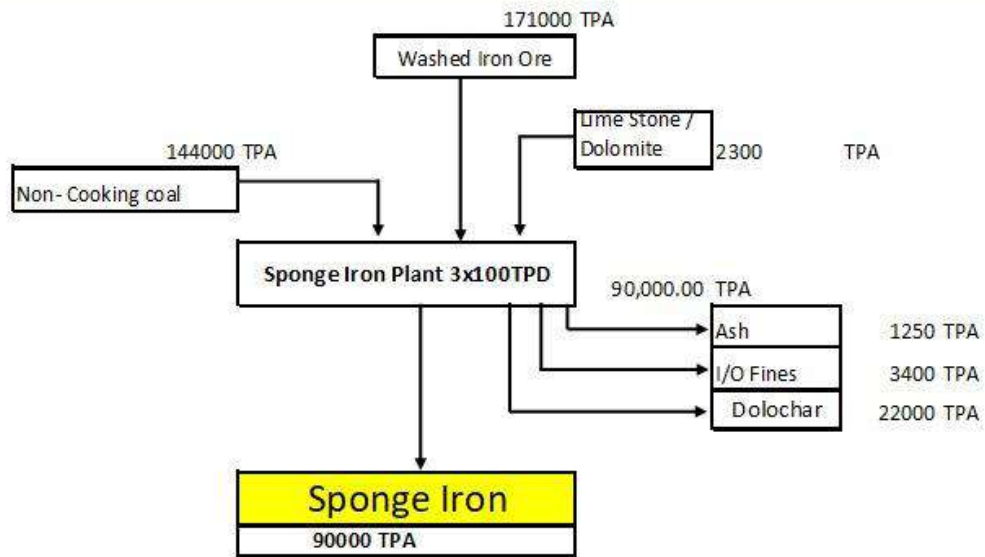 171000 TPA
Washed Iron Ore
Lime Stone /
Dolomite
2300 TPA
144000 TPA
Non- Cooking coal
Sponge Iron Plant 3x100TPD
90,000.00 TPA
Ash 1250 TPA
I/O Fines 3400 TPA
Dolochar 22000 TPA
Sponge Iron
90000 TPA